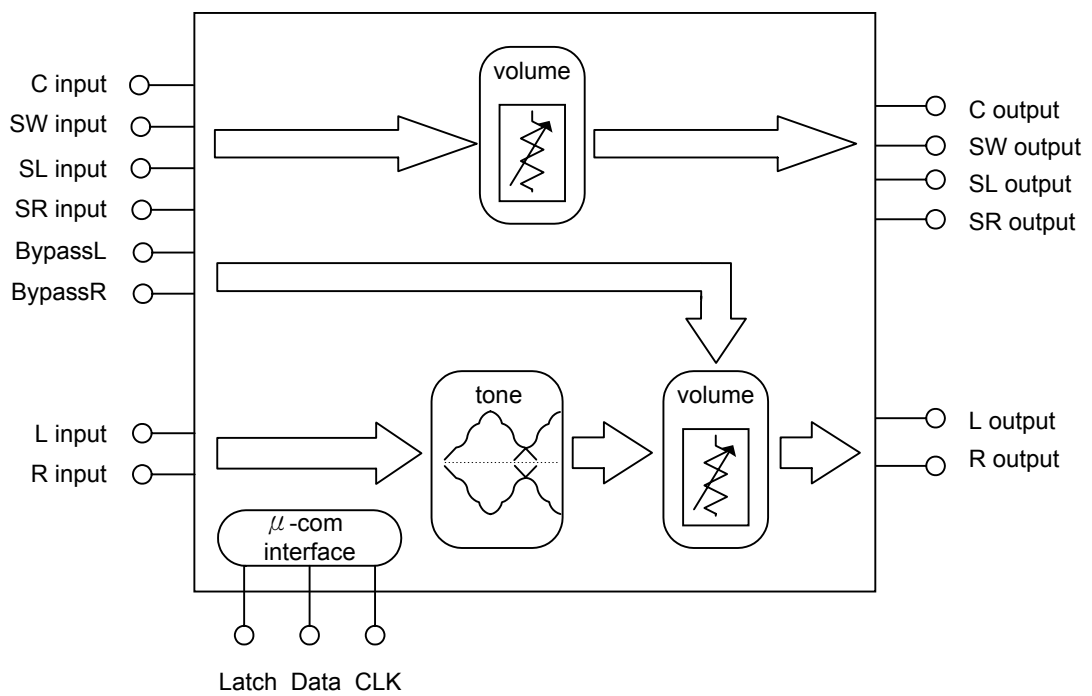 volume
C input
SW input
SL input
SR input
BypassL
BypassR
C output
SW output
SL output
SR output
tone
volume
L input
R input
L output
R output
μ-com
interface
Latch Data CLK